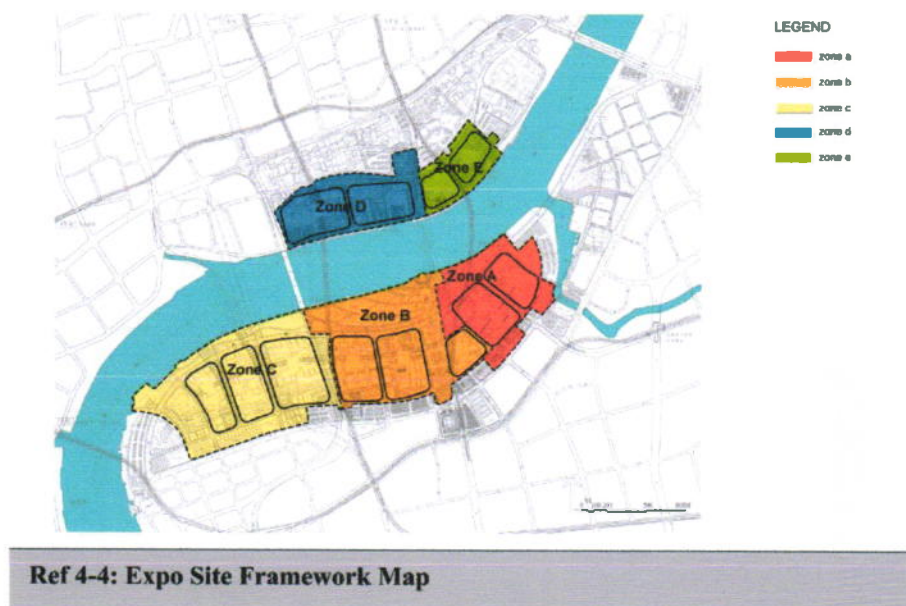 LEGEND
zone a
zone b
zone c
zone d
zone e
Zone E
Zone D
Zone A
Zone B
Zone C
Ref 4-4: Expo Site Framework Map